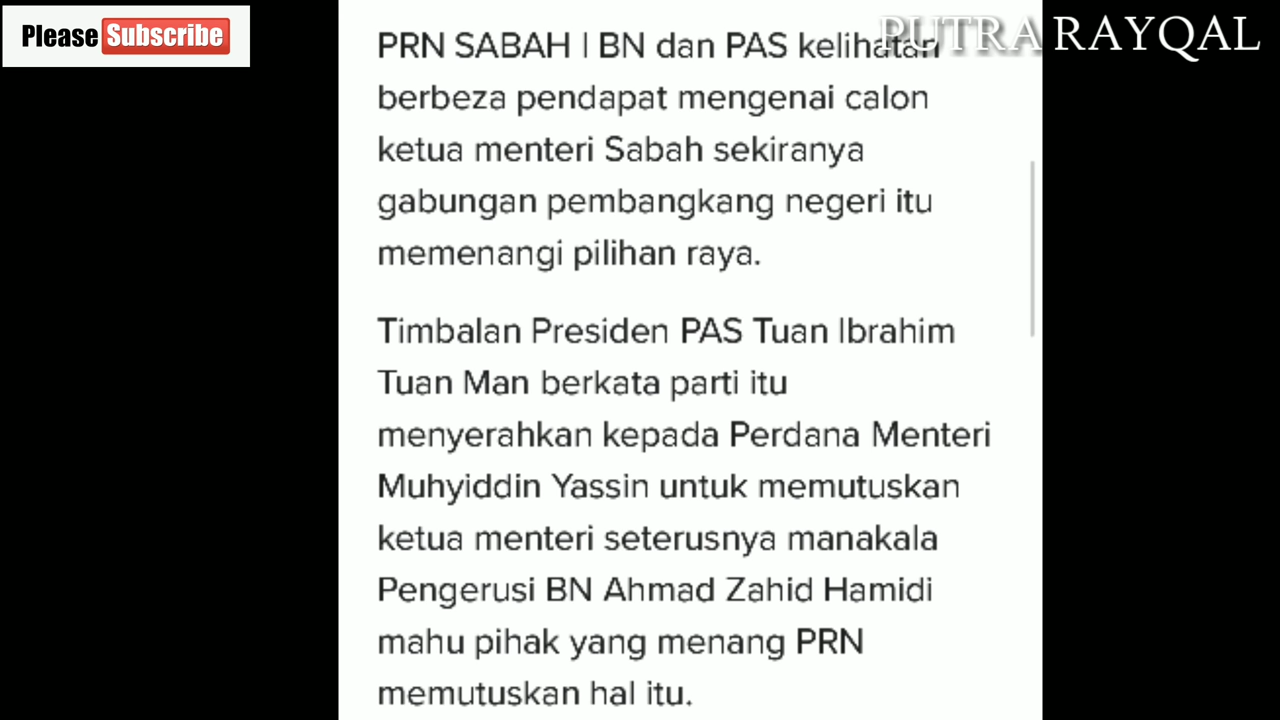 Please Subscribe
PUTRA RAYQAL
PRN SABAH | BN dan PAS kelihatan
berbeza pendapat mengenai calon
ketua menteri Sabah sekiranya
gabungan pembangkang negeri itu
memenangi pilihan raya.
Timbalan Presiden PAS Tuan Ibrahim
Tuan Man berkata parti itu
menyerahkan kepada Perdana Menteri
Muhyiddin Yassin untuk memutuskan
ketua menteri seterusnya manakala
Pengerusi BN Ahmad Zahid Hamidi
mahu pihak yang menang PRN
memutuskan hal itu.